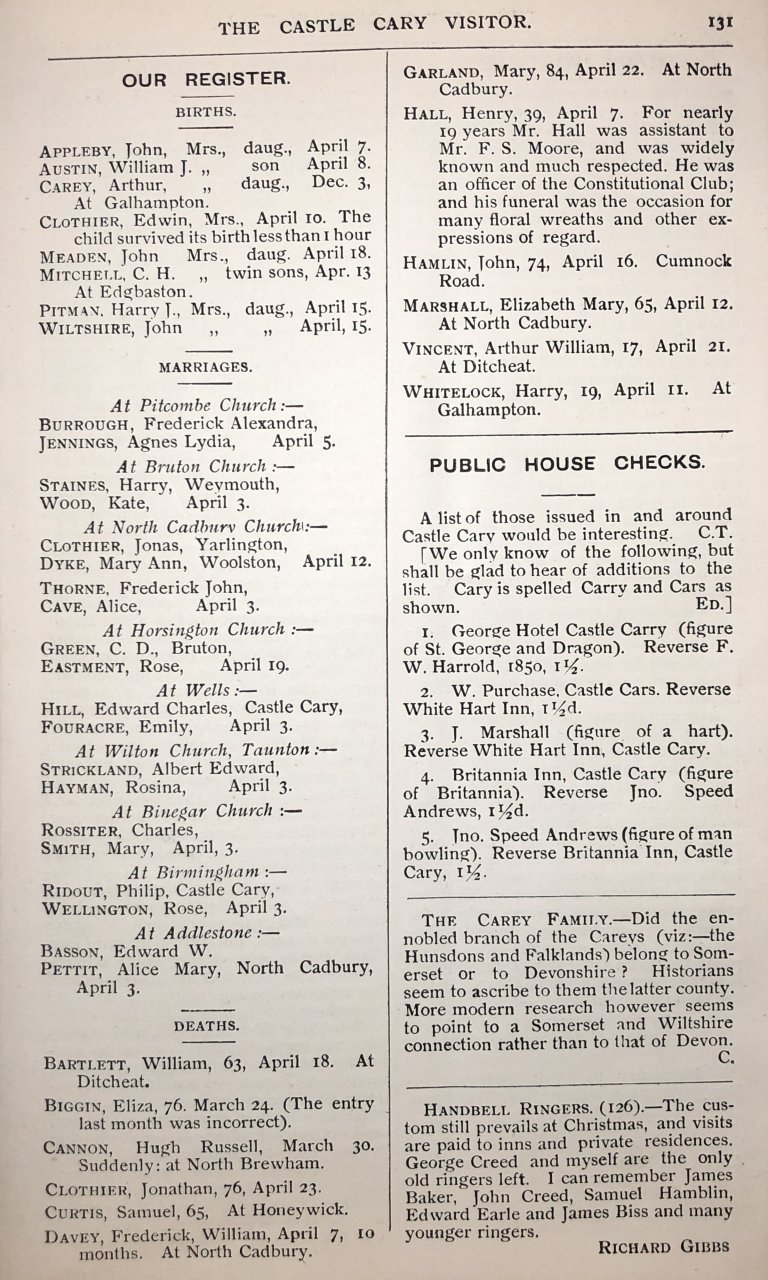 THE CASTLE CARY VISITOR. 131
OUR REGISTER.
BIRTHS.
APPLEBY, John, Mrs., daug., April 7.
AUSTIN, William J. „ son April 8.
CAREY, Arthur, „ daug., Dec. 3,
At Galhampton.
CLOTHIER, Edwin, Mrs., April 10. The
child survived its birth less than 1 hour
MEADEN, John Mrs., daug. April 18.
MITCHELL, C. H. „ twin sons, Apr. 13
At Edgbaston.
PITMAN, Harry J., Mrs., daug., April 15.
WILTSHIRE, John „ „ April, 15.
MARRIAGES.
At Pitcombe Church :—
BURROUGH, Frederick Alexandra,
JENNINGS, Agnes Lydia, April 5.
At Bruton Church :—
STAINES, Harry, Weymouth,
WOOD, Kate, April 3.
At North Cadbury Church:—
CLOTHIER, Jonas, Yarlington,
DYKE, Mary Ann, Woolston, April 12.
THORNE, Frederick John,
CAVE, Alice, April 3.
At Horsington Church :—
GREEN, C. D., Bruton,
EASTMENT, Rose, April 19.
At Wells :—
HILL, Edward Charles, Castle Cary,
FOURACRE, Emily, April 3.
At Wilton Church, Taunton :—
STRICKLAND, Albert Edward,
HAYMAN, Rosina, April 3.
At Binegar Church :—
ROSSITER, Charles,
SMITH, Mary, April, 3.
At Birmingham :—
RIDOUT, Philip, Castle Cary,
WELLINGTON, Rose, April 3.
At Addlestone :—
BASSON, Edward W.
PETTIT, Alice Mary, North Cadbury,
April 3.
DEATHS.
BARTLETT, William, 63, April 18. At
Ditcheat.
BIGGIN, Eliza, 76. March 24. (The entry
last month was incorrect).
CANNON, Hugh Russell, March 30.
Suddenly: at North Brewham.
CLOTHIER, Jonathan, 76, April 23.
CURTIS, Samuel, 65, At Honeywick.
DAVEY, Frederick, William, April 7, 10
months. At North Cadbury.
GARLAND, Mary, 84, April 22. At North
Cadbury.
HALL, Henry, 39, April 7. For nearly
19 years Mr. Hall was assistant to
Mr. F. S. Moore, and was widely
known and much respected. He was
an officer of the Constitutional Club;
and his funeral was the occasion for
many floral wreaths and other ex-
pressions of regard.
HAMLIN, John, 74, April 16. Cumnock
Road.
MARSHALL, Elizabeth Mary, 65, April 12.
At North Cadbury.
VINCENT, Arthur William, 17, April 21.
At Ditcheat.
WHITELOCK, Harry, 19, April 11. At
Galhampton.
PUBLIC HOUSE CHECKS.
A list of those issued in and around
Castle Cary would be interesting. C.T.
[We only know of the following, but
shall be glad to hear of additions to the
list. Cary is spelled Carry and Cars as
shown. ED.]
1. George Hotel Castle Carry (figure
of St. George and Dragon). Reverse F.
W. Harrold, 1850, 1½.
2. W. Purchase, Castle Cars. Reverse
White Hart Inn, 1½d.
3. J. Marshall (figure of a hart).
Reverse White Hart Inn, Castle Cary.
4. Britannia Inn, Castle Cary (figure
of Britannia). Reverse Jno. Speed
Andrews, 1½d.
5. Jno. Speed Andrews (figure of man
bowling). Reverse Britannia Inn, Castle
Cary, 1½.
THE CAREY FAMILY.—Did the en-
nobled branch of the Careys (viz:—the
Hunsdons and Falklands) belong to Som-
erset or to Devonshire? Historians
seem to ascribe to them the latter county.
More modern research however seems
to point to a Somerset and Wiltshire
connection rather than to that of Devon.
C.
HANDBELL RINGERS. (126).—The cus-
tom still prevails at Christmas, and visits
are paid to inns and private residences.
George Creed and myself are the only
old ringers left. I can remember James
Baker, John Creed, Samuel Hamblin,
Edward Earle and James Biss and many
younger ringers.
RICHARD GIBBS